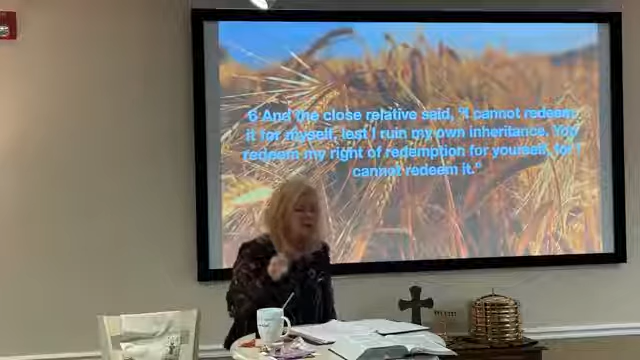 6 And the close relative said, "I cannot redeem
it for myself, lest I ruin my own inheritance. You
redeem my right of redemption for yourself, for I
cannot redeem it."